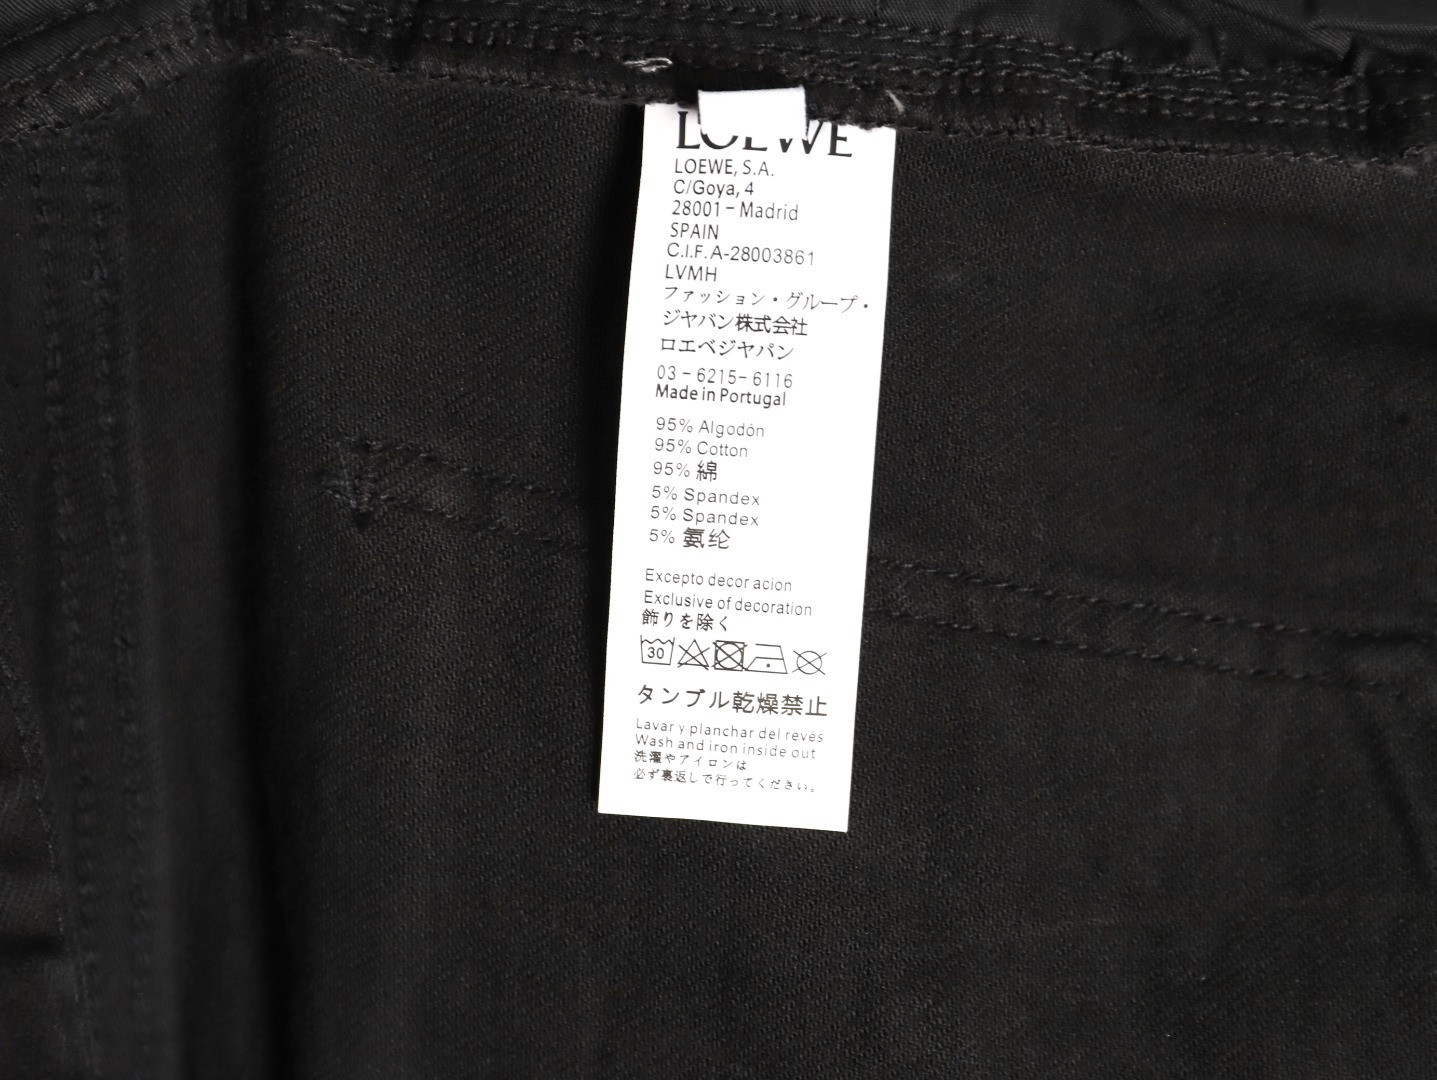 LOEWE
LOEWE, S.A.
C/Goya, 4
28001 - Madrid
SPAIN
C.I.F. A-28003861
LVMH
ファッション・グループ・
ジヤバン株式会社
ロエベジヤパン
03 - 6215- 6116
Made in Portugal
95% Algodón
95% Cotton
95% 綿
5% Spandex
5% Spandex
5% 氨纶
Excepto decor acion
Exclusive of decoration
飾りを除く
30
タンブル乾燥禁止
Lavar y planchar del revés
Wash and iron inside out
洗濯やアイロンは
必ず裏返しで行ってください。